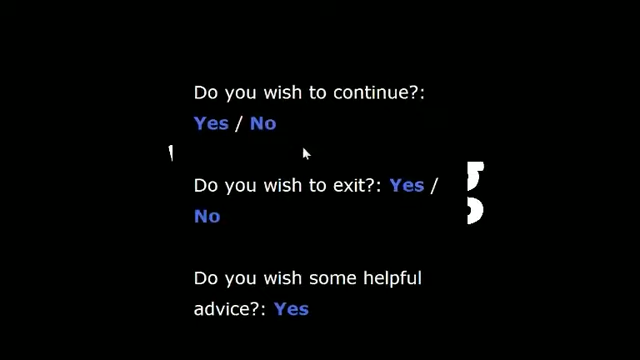 Do you wish to continue?:
Yes / No
Do you wish to exit?: Yes /
No
Do you wish some helpful
advice?: Yes